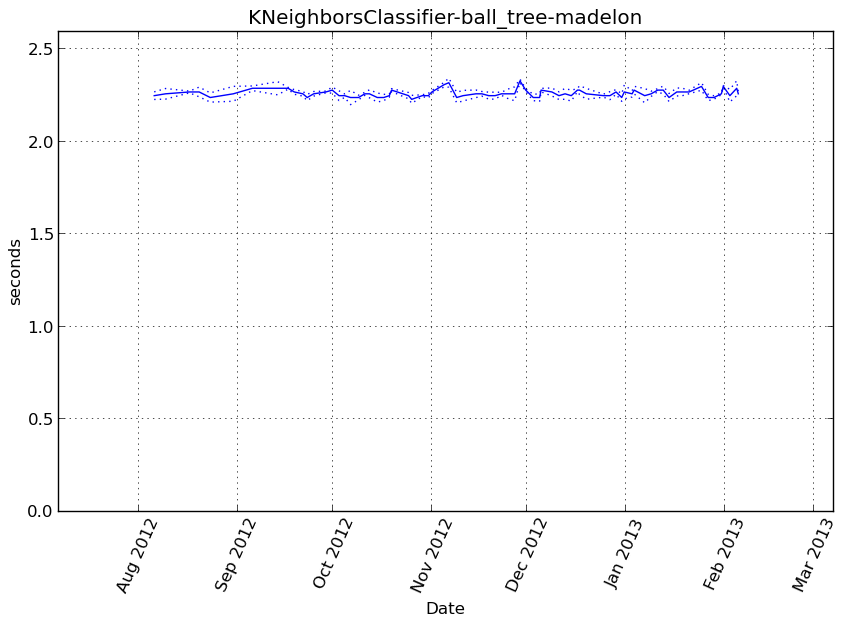 KNeighborsClassifier-ball_tree-madelon
2.5
2.0
1.5
1.0
0.5
0.0
seconds
Aug 2012
Sep 2012
Oct 2012
Nov 2012
Dec 2012
Jan 2013
Feb 2013
Mar 2013
Date